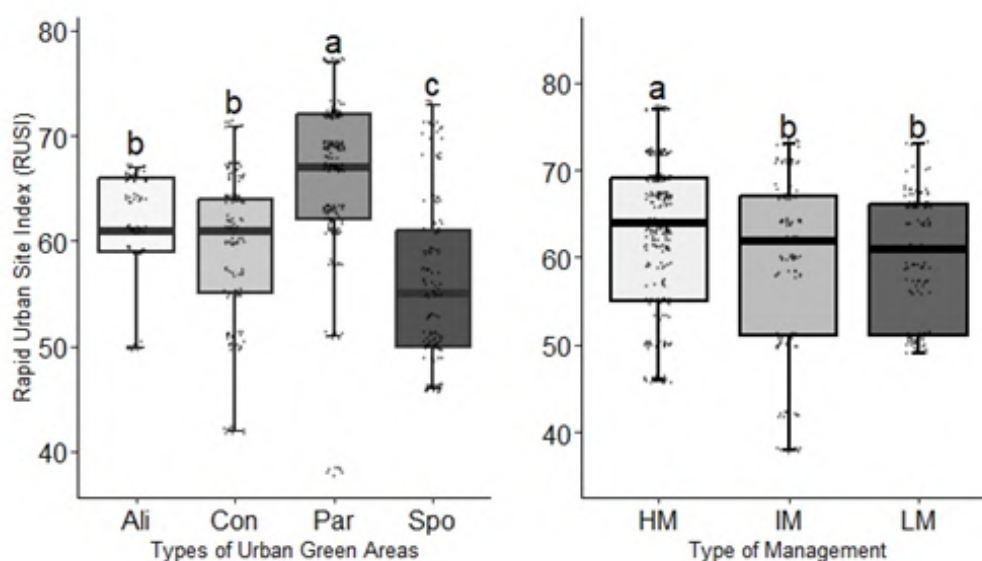 Rapid Urban Site Index (RUSI)
80
70
60
50
40
b
b
a
c
Ali Con Par Spo
Types of Urban Green Areas
80
70
60
50
40
a
b
b
HM IM LM
Type of Management